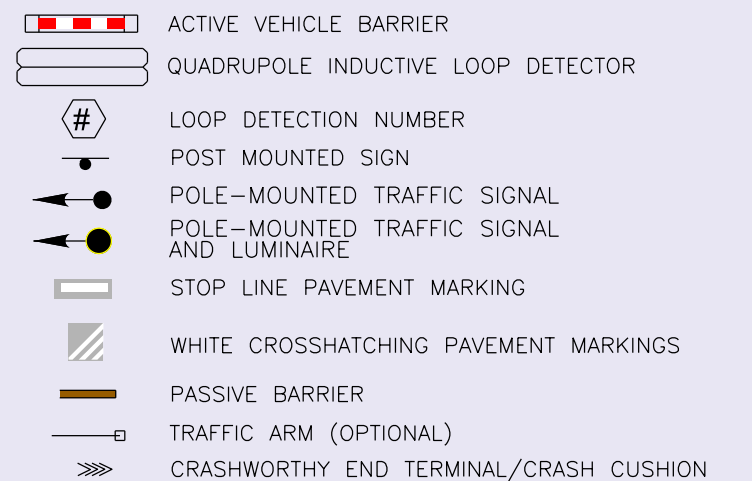 ACTIVE VEHICLE BARRIER
QUADRUPOLE INDUCTIVE LOOP DETECTOR
# LOOP DETECTION NUMBER
POST MOUNTED SIGN
POLE-MOUNTED TRAFFIC SIGNAL
POLE-MOUNTED TRAFFIC SIGNAL
AND LUMINAIRE
STOP LINE PAVEMENT MARKING
WHITE CROSSHATCHING PAVEMENT MARKINGS
PASSIVE BARRIER
TRAFFIC ARM (OPTIONAL)
CRASHWORTHY END TERMINAL/CRASH CUSHION